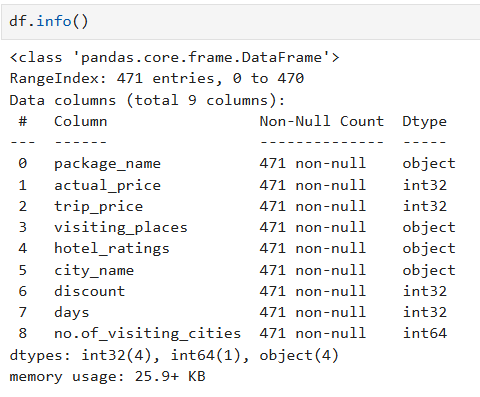 df.info()
<class 'pandas.core.frame.DataFrame'>
RangeIndex: 471 entries, 0 to 470
Data columns (total 9 columns):
 #   Column                 Non-Null Count  Dtype
---  ------                 --------------  -----
 0   package_name           471 non-null    object
 1   actual_price           471 non-null    int32
 2   trip_price             471 non-null    int32
 3   visiting_places        471 non-null    object
 4   hotel_ratings          471 non-null    object
 5   city_name              471 non-null    object
 6   discount               471 non-null    int32
 7   days                   471 non-null    int32
 8   no.of_visiting_cities  471 non-null    int64
dtypes: int32(4), int64(1), object(4)
memory usage: 25.9+ KB